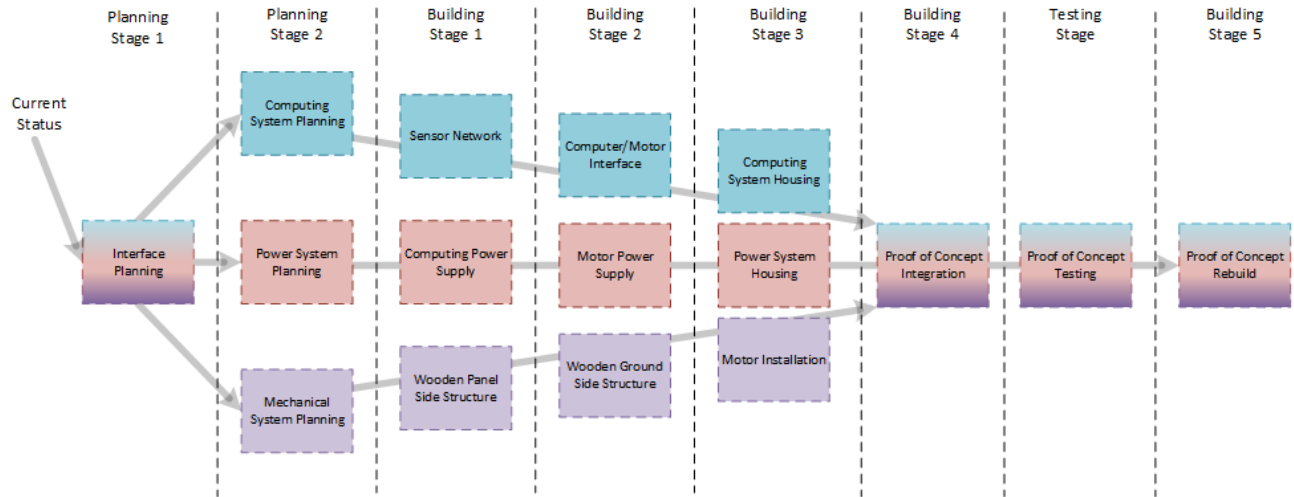 Planning
Stage 1
Planning
Stage 2
Building
Stage 1
Building
Stage 2
Building
Stage 3
Building
Stage 4
Testing
Stage
Building
Stage 5
Current
Status
Computing
System Planning
Sensor Network
Computer/Motor
Interface
Computing
System Housing
Interface
Planning
Power System
Planning
Computing Power
Supply
Motor Power
Supply
Power System
Housing
Proof of Concept
Integration
Proof of Concept
Testing
Proof of Concept
Rebuild
Mechanical
System Planning
Wooden Panel
Side Structure
Wooden Ground
Side Structure
Motor Installation